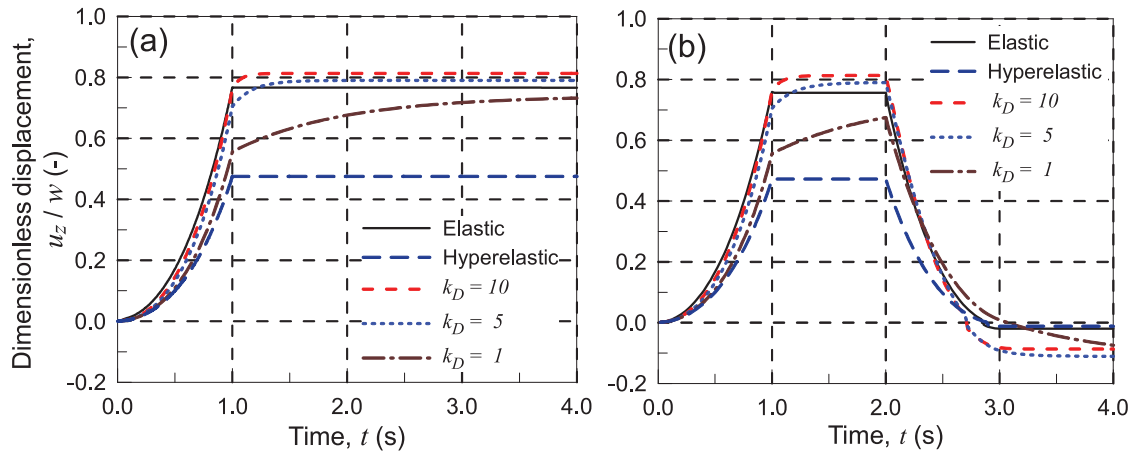 Dimensionless displacement,
u_z / w (-)
(a)
1.0
0.8
0.6
0.4
0.2
0.0
-0.2
Elastic
Hyperelastic
k_D = 10
k_D = 5
k_D = 1
0.0 1.0 2.0 3.0 4.0
Time, t (s)
(b)
1.0
0.8
0.6
0.4
0.2
0.0
-0.2
Elastic
Hyperelastic
k_D = 10
k_D = 5
k_D = 1
0.0 1.0 2.0 3.0 4.0
Time, t (s)